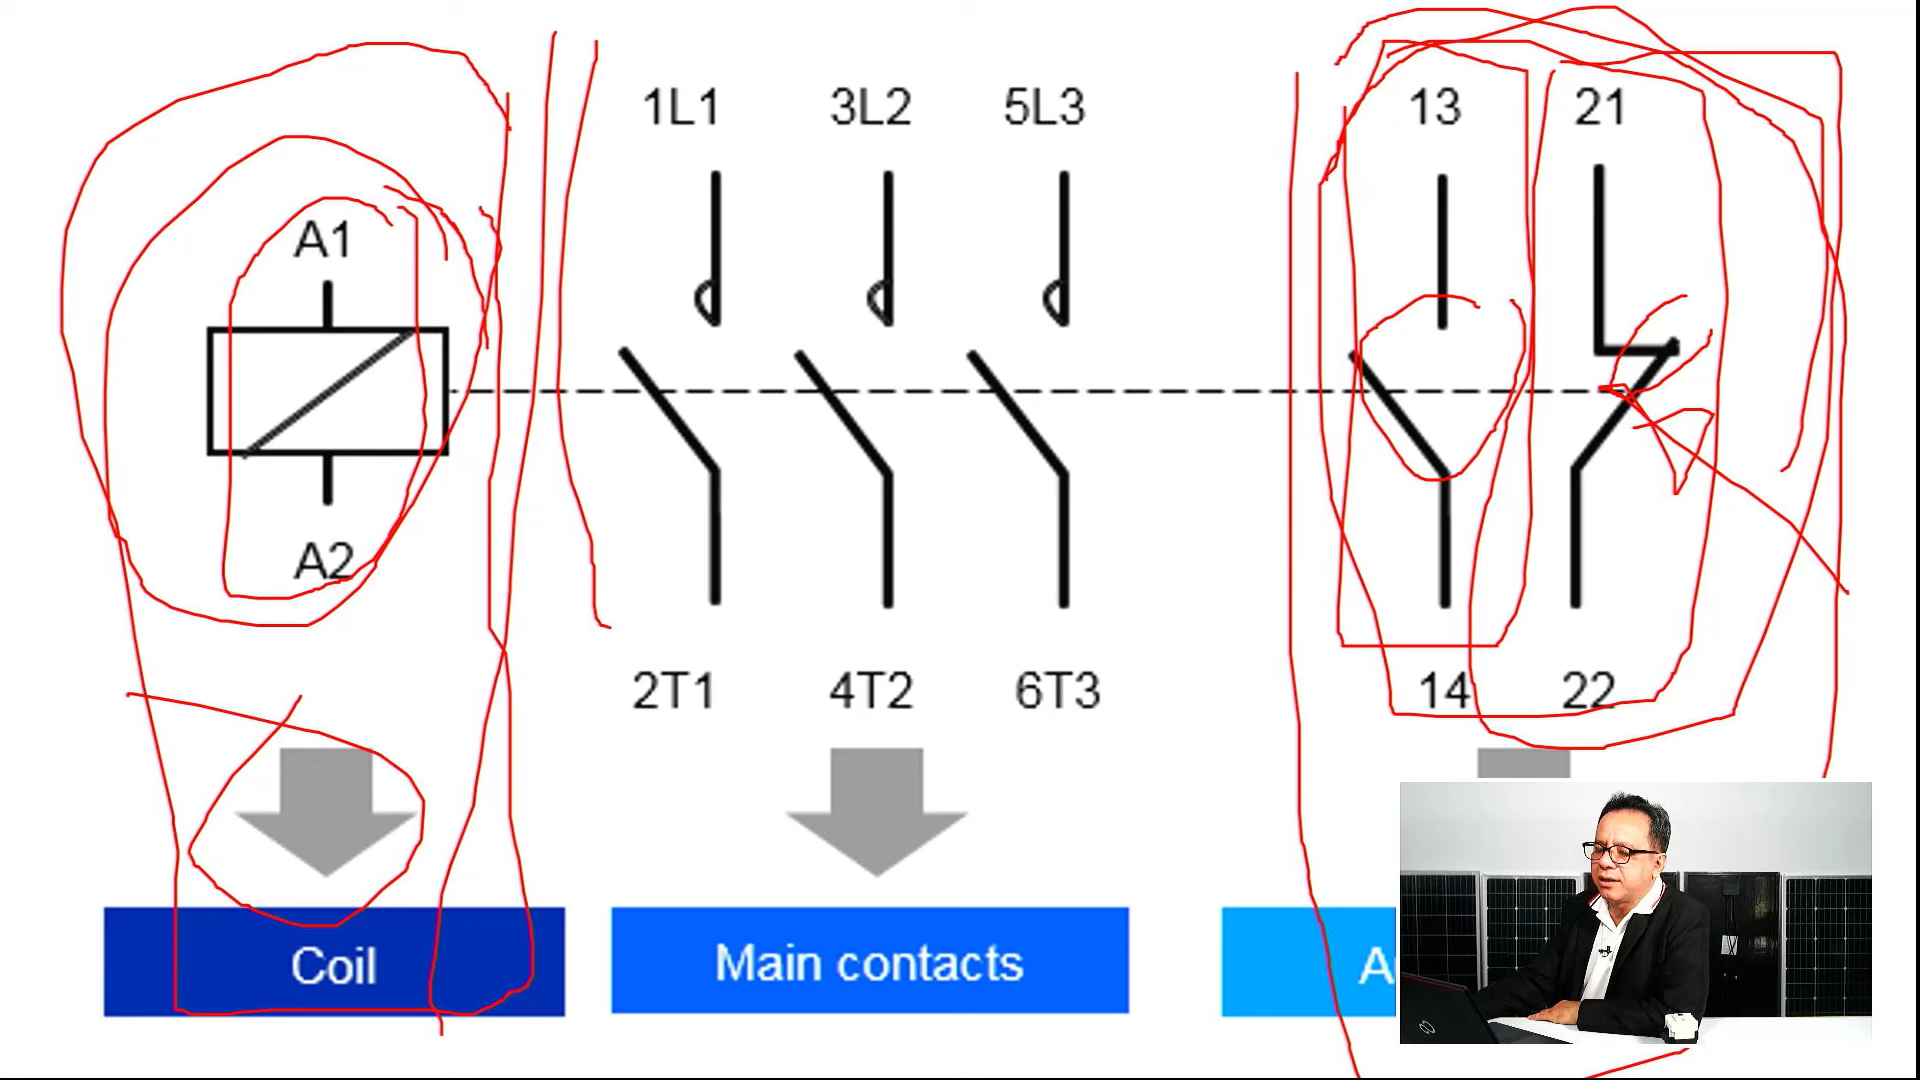 1L1 3L2 5L3 13 21
A1
A2
2T1 4T2 6T3 14 22
Coil Main contacts